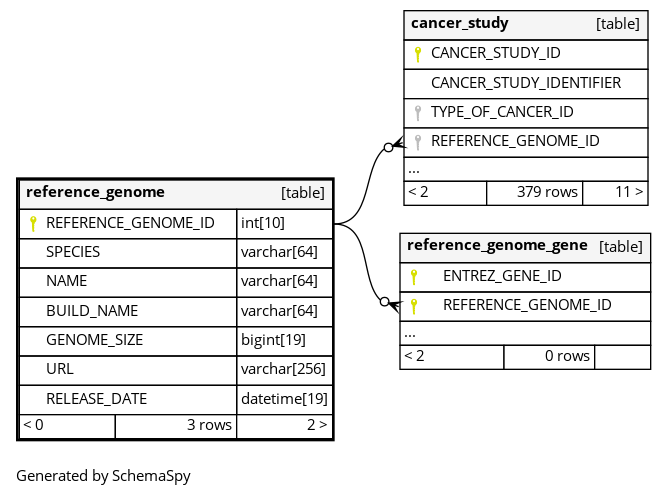 cancer_study [table]
CANCER_STUDY_ID
CANCER_STUDY_IDENTIFIER
TYPE_OF_CANCER_ID
REFERENCE_GENOME_ID
...
< 2 379 rows 11 >
reference_genome [table]
REFERENCE_GENOME_ID int[10]
SPECIES varchar[64]
NAME varchar[64]
BUILD_NAME varchar[64]
GENOME_SIZE bigint[19]
URL varchar[256]
RELEASE_DATE datetime[19]
< 0 3 rows 2 >
reference_genome_gene [table]
ENTREZ_GENE_ID
REFERENCE_GENOME_ID
...
< 2 0 rows
Generated by SchemaSpy